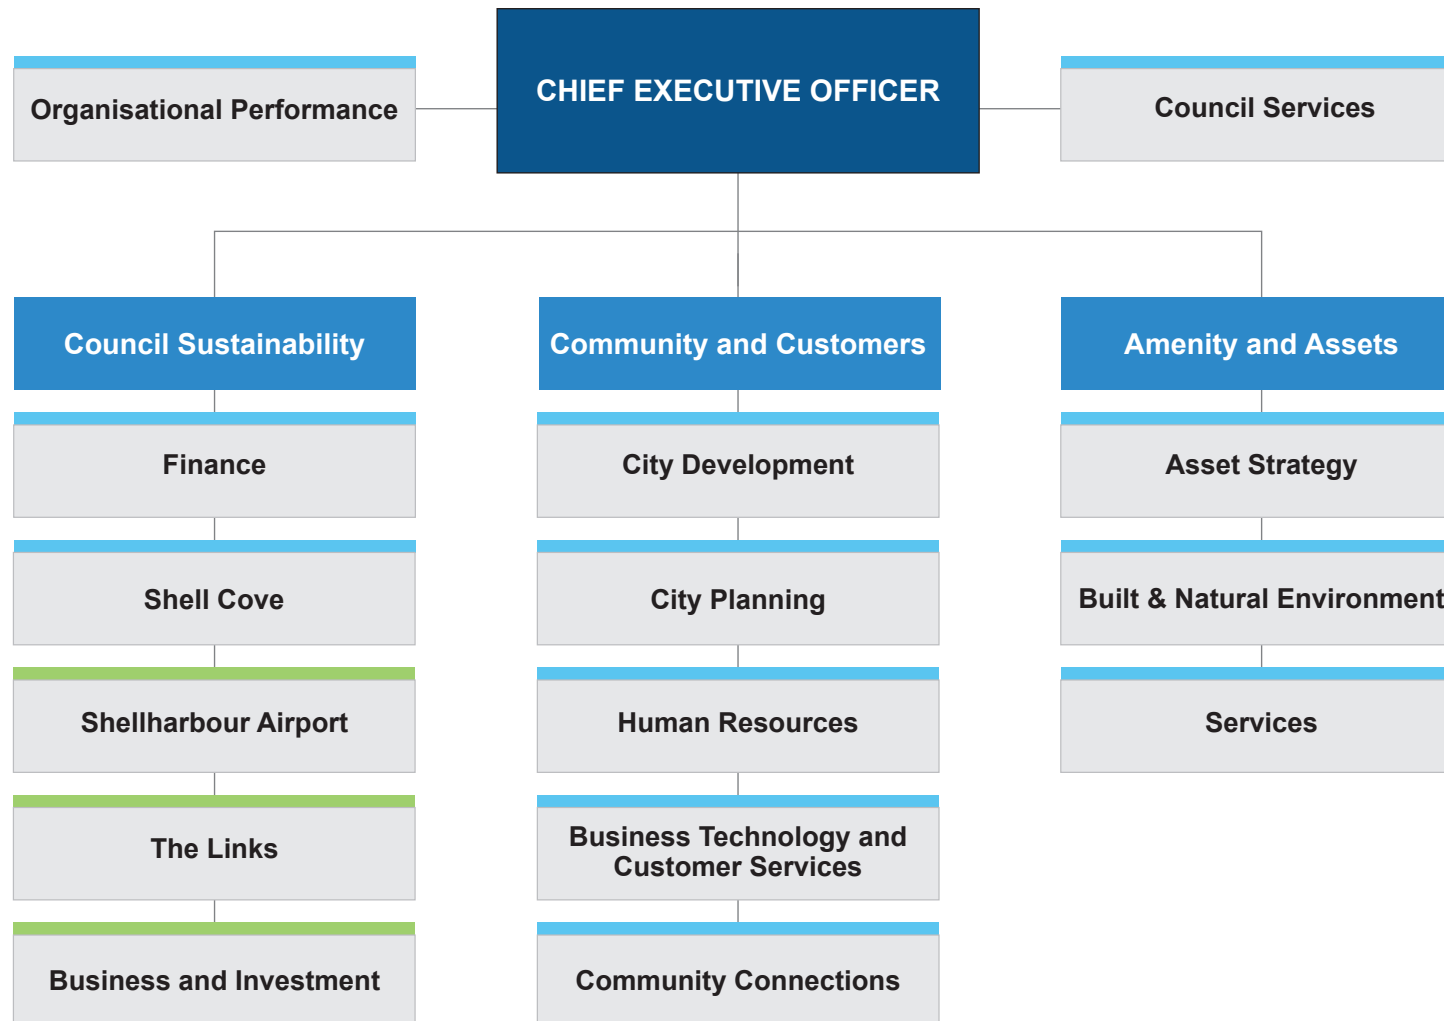 CHIEF EXECUTIVE OFFICER
Organisational Performance
Council Services
Council Sustainability
Community and Customers
Amenity and Assets
Finance
City Development
Asset Strategy
Shell Cove
City Planning
Built & Natural Environment
Shellharbour Airport
Human Resources
Services
The Links
Business Technology and
Customer Services
Business and Investment
Community Connections